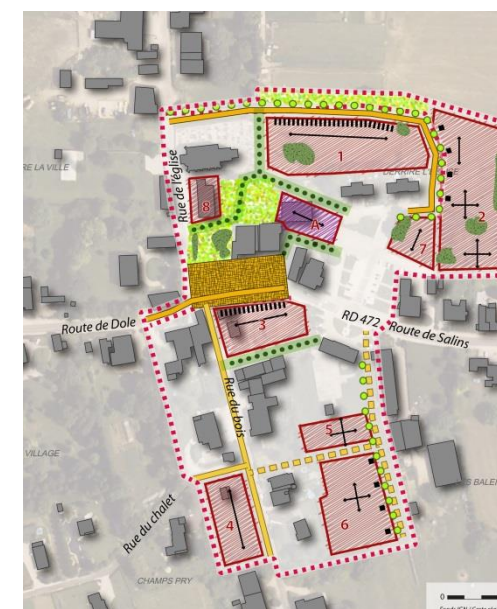 RE LA VILLE
Rue de l'église
1
2
8
A
7
Route de Dole
3
RD 472
Route de Salins
Rue du bois
VILLAGE
5
4
6
Rue du chalet
CHAMPS PRY
0